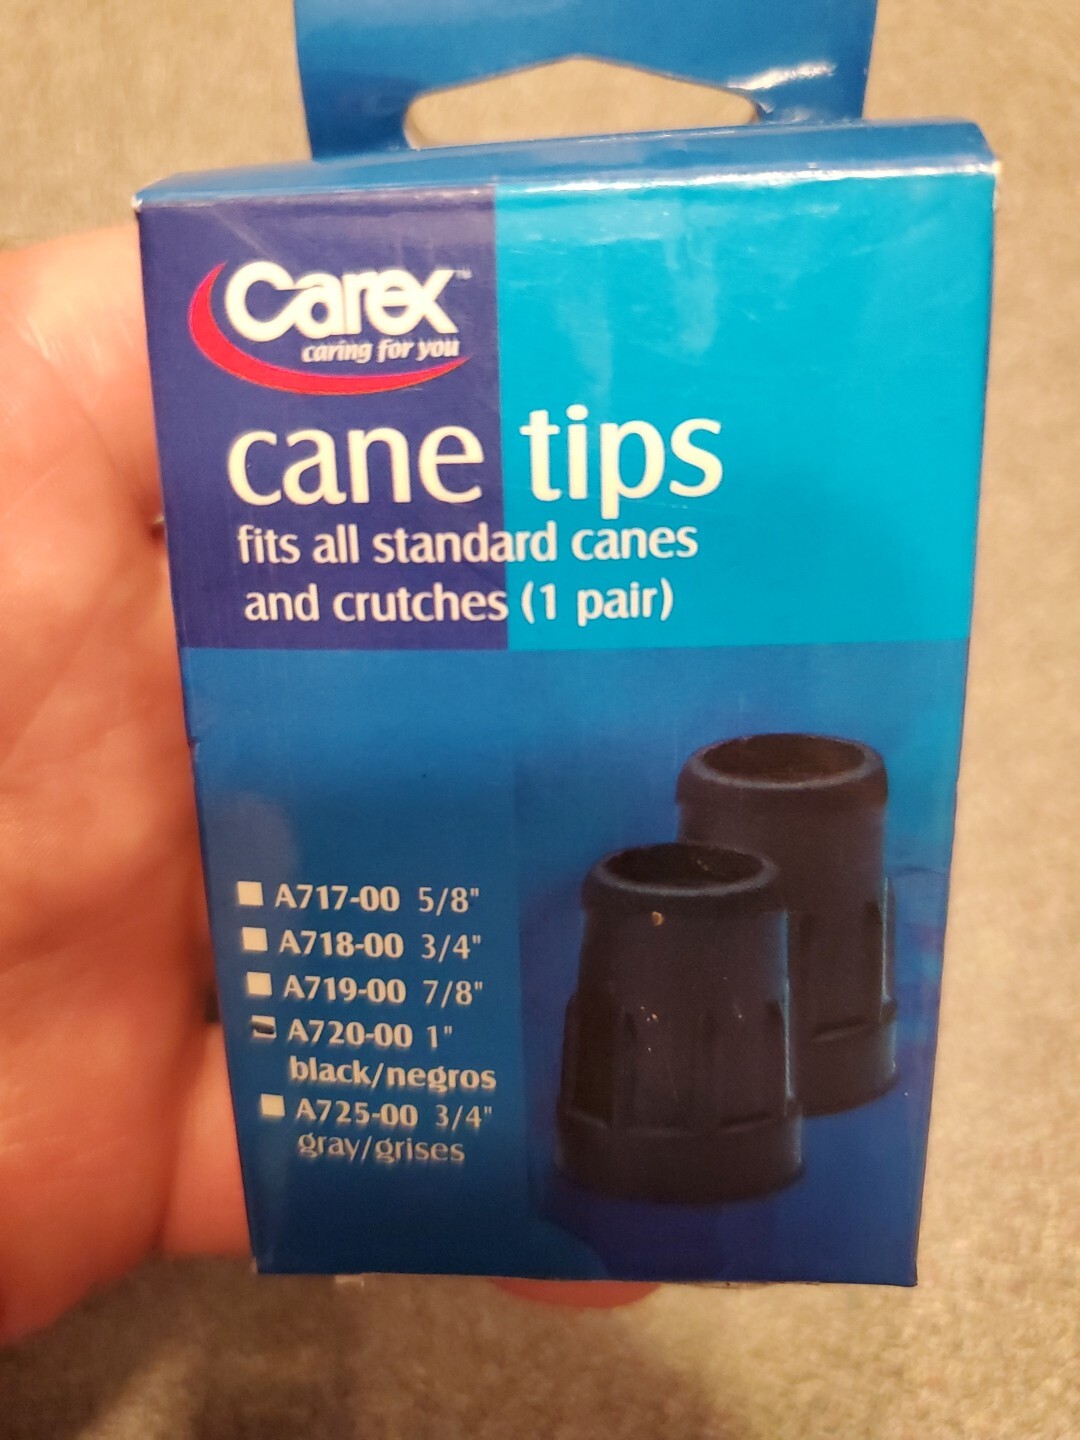 Carex™
caring for you
cane tips
fits all standard canes
and crutches (1 pair)
A717-00 5/8"
A718-00 3/4"
A719-00 7/8"
A720-00 1"
black/negros
A725-00 3/4"
gray/grises